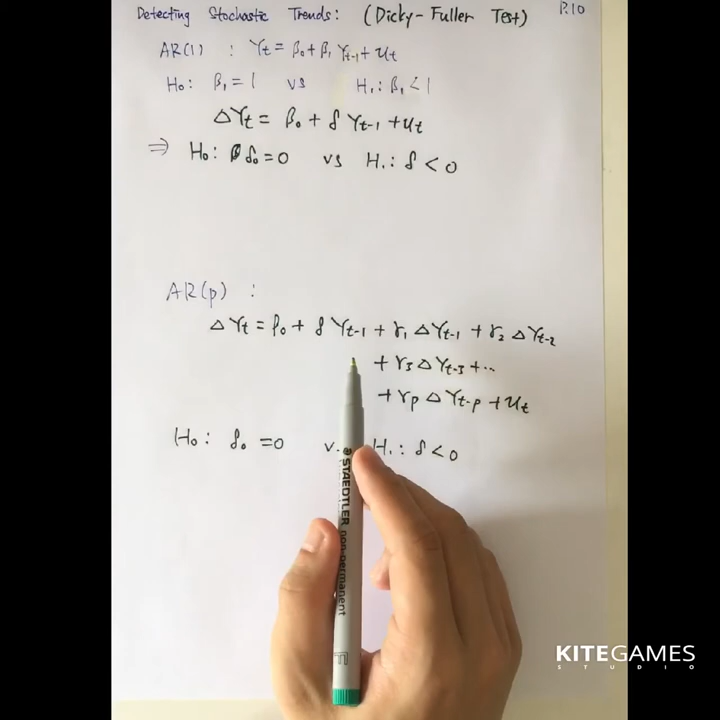 Detecting Stochastic Trends: (Dicky-Fuller Test) P.10
AR(1) : Yt = β0 + β1 Yt-1 + ut
H0: β1 = 1 vs H1: β1 < 1
ΔYt = β0 + δ Yt-1 + ut
⇒ H0: δ0 = 0 vs H1: δ < 0
AR(p) :
ΔYt = β0 + δ Yt-1 + γ1 ΔYt-1 + γ2 ΔYt-2
+ γ3 ΔYt-3 + ..
+ γp ΔYt-p + ut
H0: δ0 = 0 v. H1: δ < 0
STAEDTLER non-permanent
F
KITEGAMES
STUDIO